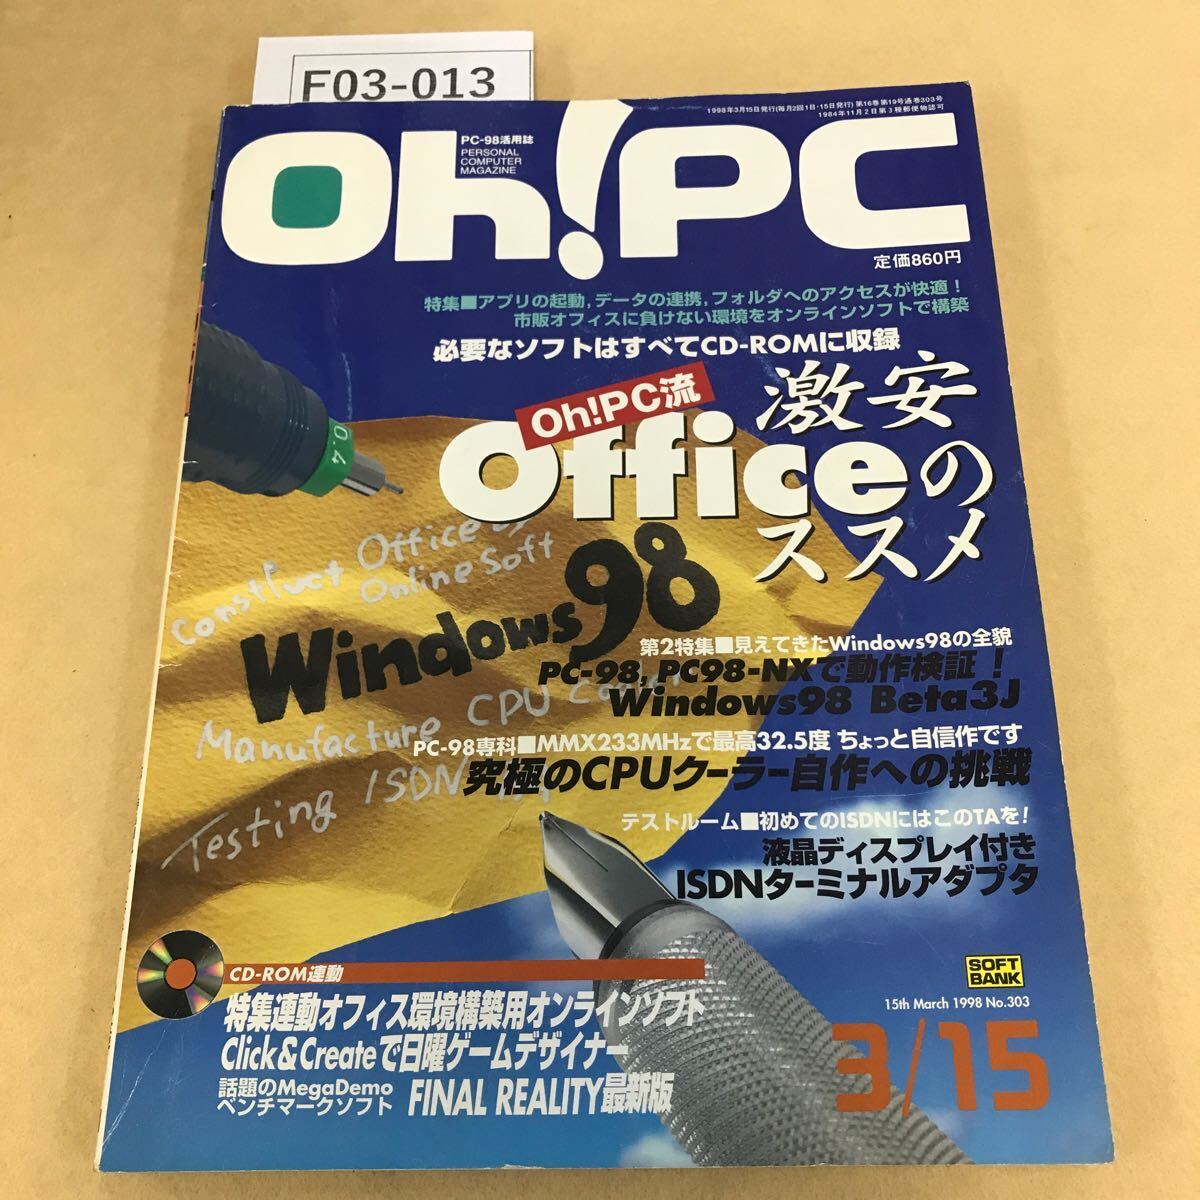 F03-013
1998年3月15日発行(毎月2回1日・15日発行) 第16巻第19号通巻303号
1984年11月2日第3種郵便物認可
PC-98活用誌
PERSONAL
COMPUTER
MAGAZINE
Oh!PC
定価860円
特集■アプリの起動,データの連携,フォルダへのアクセスが快適!
市販オフィスに負けない環境をオンラインソフトで構築
必要なソフトはすべてCD-ROMに収録
Oh!PC流
激安
Officeの
ススメ
0.4
Construct Office by
Online Soft
Windows98
Manufacture CPU Cooler
Testing ISDN
第2特集■見えてきたWindows98の全貌
PC-98, PC98-NXで動作検証!
Windows98 Beta3J
PC-98専科■MMX233MHzで最高32.5度 ちょっと自信作です
究極のCPUクーラー自作への挑戦
テストルーム■初めてのISDNにはこのTAを!
液晶ディスプレイ付き
ISDNターミナルアダプタ
CD-ROM連動
特集連動オフィス環境構築用オンラインソフト
Click&Createで日曜ゲームデザイナー
話題のMegaDemo
ベンチマークソフト FINAL REALITY最新版
SOFT
BANK
15th March 1998 No.303
3/15